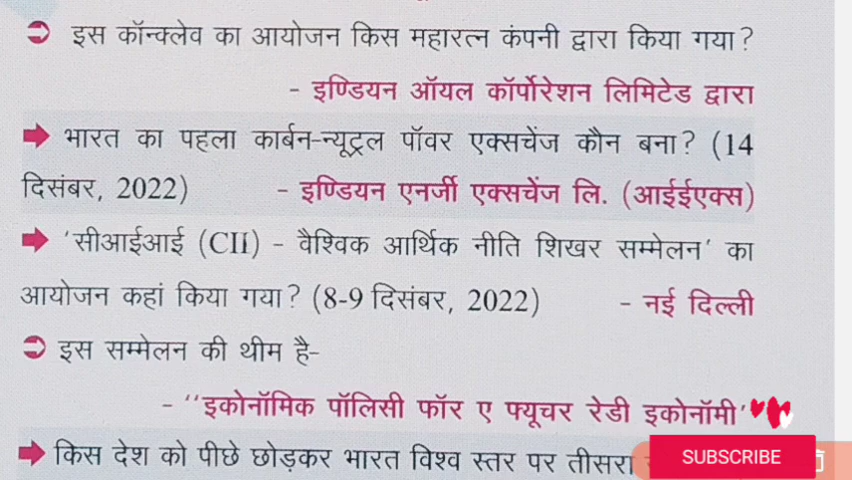 ➲ इस कॉन्क्लेव का आयोजन किस महारत्न कंपनी द्वारा किया गया?
- इण्डियन ऑयल कॉर्पोरेशन लिमिटेड द्वारा
➡ भारत का पहला कार्बन-न्यूट्रल पॉवर एक्सचेंज कौन बना? (14
दिसंबर, 2022) - इण्डियन एनर्जी एक्सचेंज लि. (आईईएक्स)
➡ 'सीआईआई (CII) - वैश्विक आर्थिक नीति शिखर सम्मेलन' का
आयोजन कहां किया गया? (8-9 दिसंबर, 2022) - नई दिल्ली
➲ इस सम्मेलन की थीम है-
- ''इकोनॉमिक पॉलिसी फॉर ए फ्यूचर रेडी इकोनॉमी'
➡ किस देश को पीछे छोड़कर भारत विश्व स्तर पर तीसरा
SUBSCRIBE